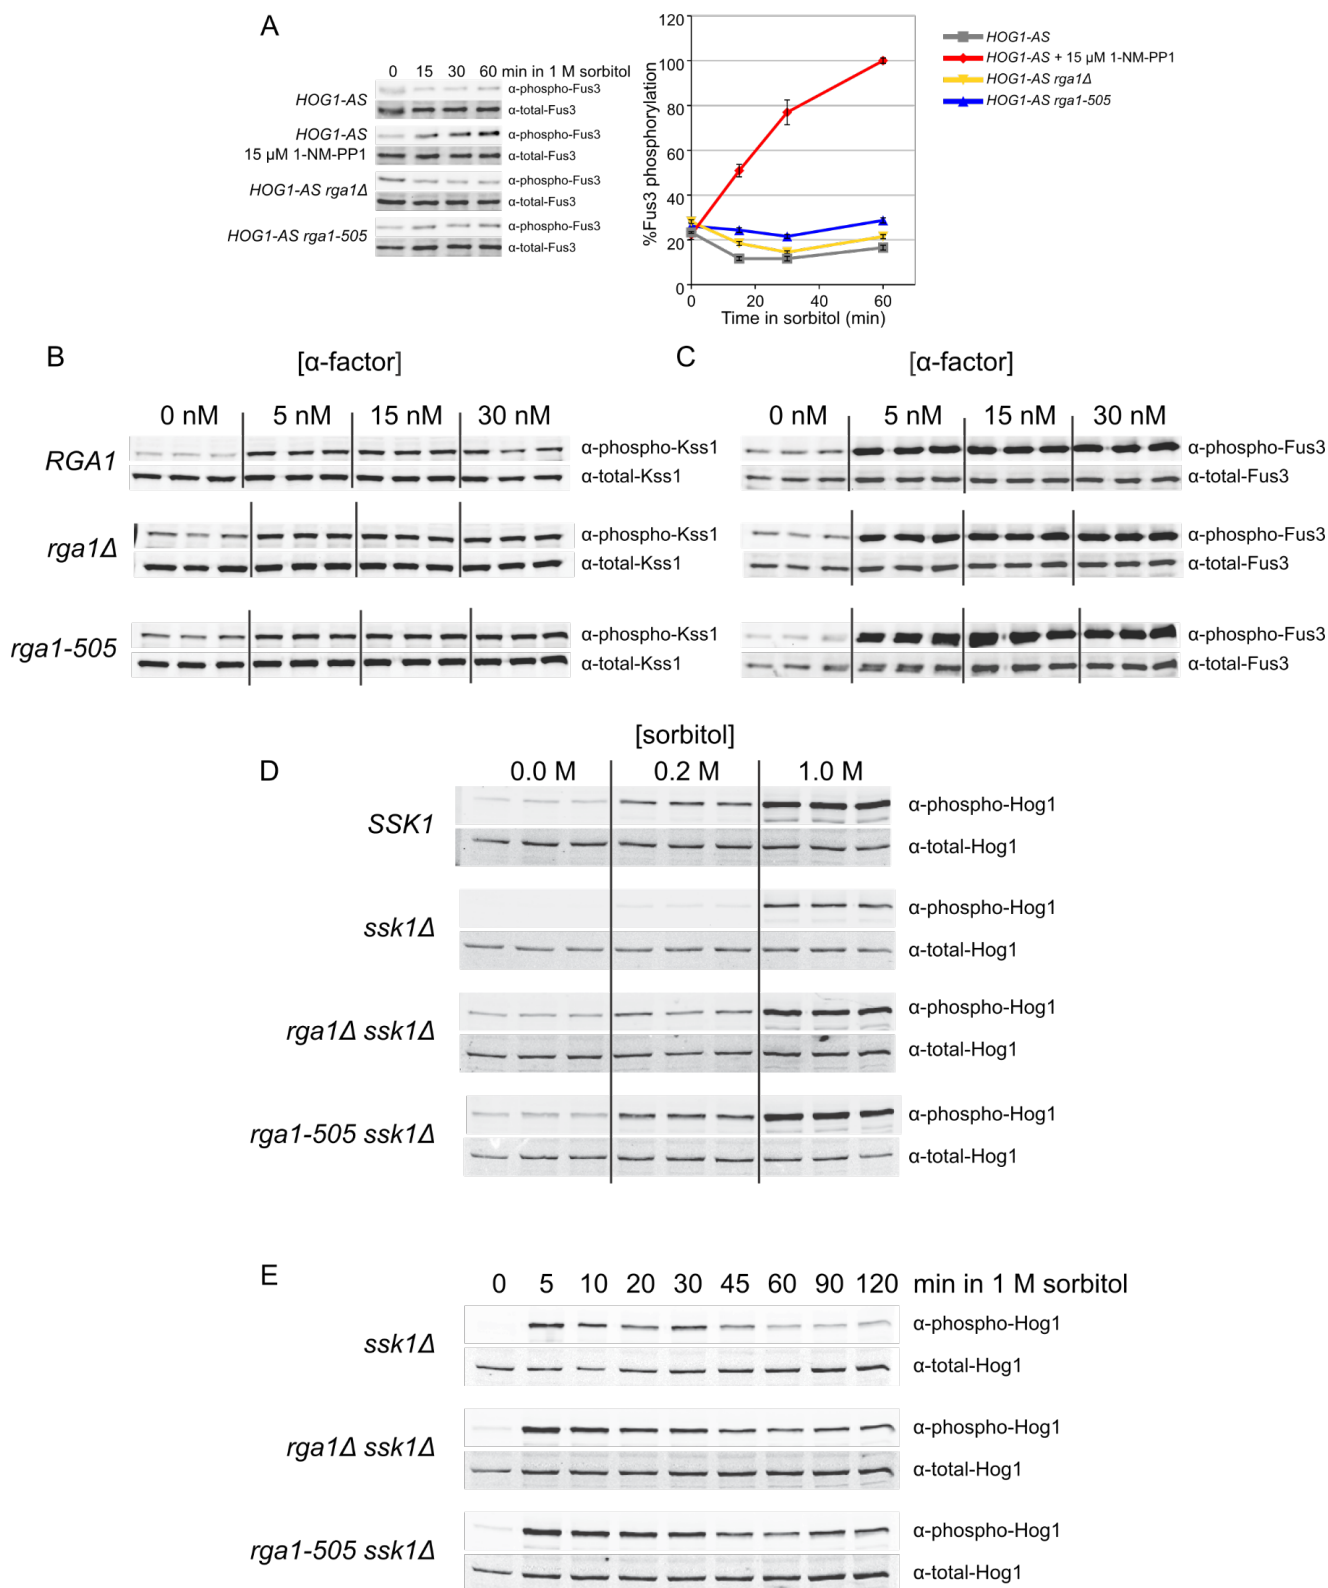 A
0 15 30 60 min in 1 M sorbitol
HOG1-AS
α-phospho-Fus3
α-total-Fus3
HOG1-AS
15 μM 1-NM-PP1
α-phospho-Fus3
α-total-Fus3
HOG1-AS rga1Δ
α-phospho-Fus3
α-total-Fus3
HOG1-AS rga1-505
α-phospho-Fus3
α-total-Fus3
%Fus3 phosphorylation
120
100
80
60
40
20
0
0 20 40 60
Time in sorbitol (min)
HOG1-AS
HOG1-AS + 15 μM 1-NM-PP1
HOG1-AS rga1Δ
HOG1-AS rga1-505
B
[α-factor]
0 nM 5 nM 15 nM 30 nM
RGA1
α-phospho-Kss1
α-total-Kss1
rga1Δ
α-phospho-Kss1
α-total-Kss1
rga1-505
α-phospho-Kss1
α-total-Kss1
C
[α-factor]
0 nM 5 nM 15 nM 30 nM
α-phospho-Fus3
α-total-Fus3
α-phospho-Fus3
α-total-Fus3
α-phospho-Fus3
α-total-Fus3
D
[sorbitol]
0.0 M 0.2 M 1.0 M
SSK1
α-phospho-Hog1
α-total-Hog1
ssk1Δ
α-phospho-Hog1
α-total-Hog1
rga1Δ ssk1Δ
α-phospho-Hog1
α-total-Hog1
rga1-505 ssk1Δ
α-phospho-Hog1
α-total-Hog1
E
0 5 10 20 30 45 60 90 120 min in 1 M sorbitol
ssk1Δ
α-phospho-Hog1
α-total-Hog1
rga1Δ ssk1Δ
α-phospho-Hog1
α-total-Hog1
rga1-505 ssk1Δ
α-phospho-Hog1
α-total-Hog1